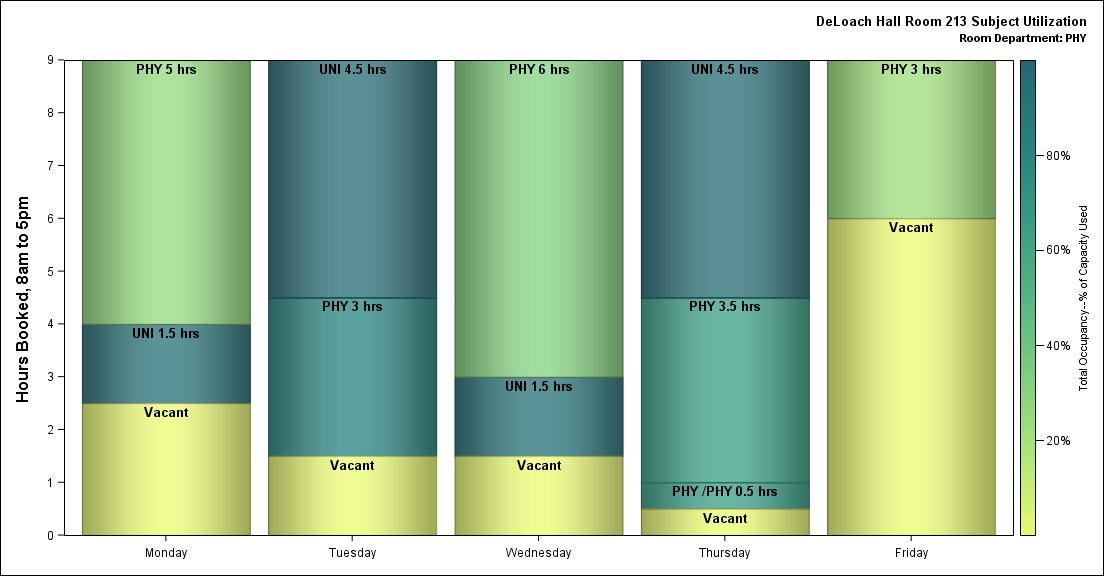 DeLoach Hall Room 213 Subject Utilization
Room Department: PHY
Hours Booked, 8am to 5pm
9
8
7
6
5
4
3
2
1
0
PHY 5 hrs
UNI 1.5 hrs
Vacant
UNI 4.5 hrs
PHY 3 hrs
Vacant
PHY 6 hrs
UNI 1.5 hrs
Vacant
UNI 4.5 hrs
PHY 3.5 hrs
PHY /PHY 0.5 hrs
Vacant
PHY 3 hrs
Vacant
Monday
Tuesday
Wednesday
Thursday
Friday
80%
60%
40%
20%
Total Occupancy--% of Capacity Used